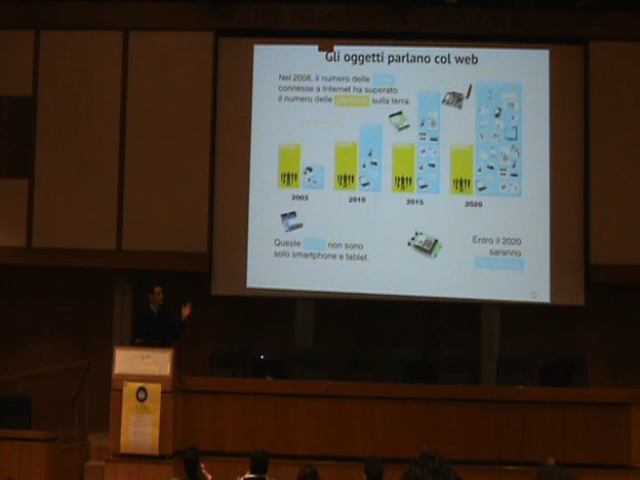 Gli oggetti parlano col web
Nel 2008, il numero delle
connesse a Internet ha superato
il numero delle sulla terra.
2003 2010 2015 2020
Queste non sono
solo smartphone e tablet.
Entro il 2020
saranno